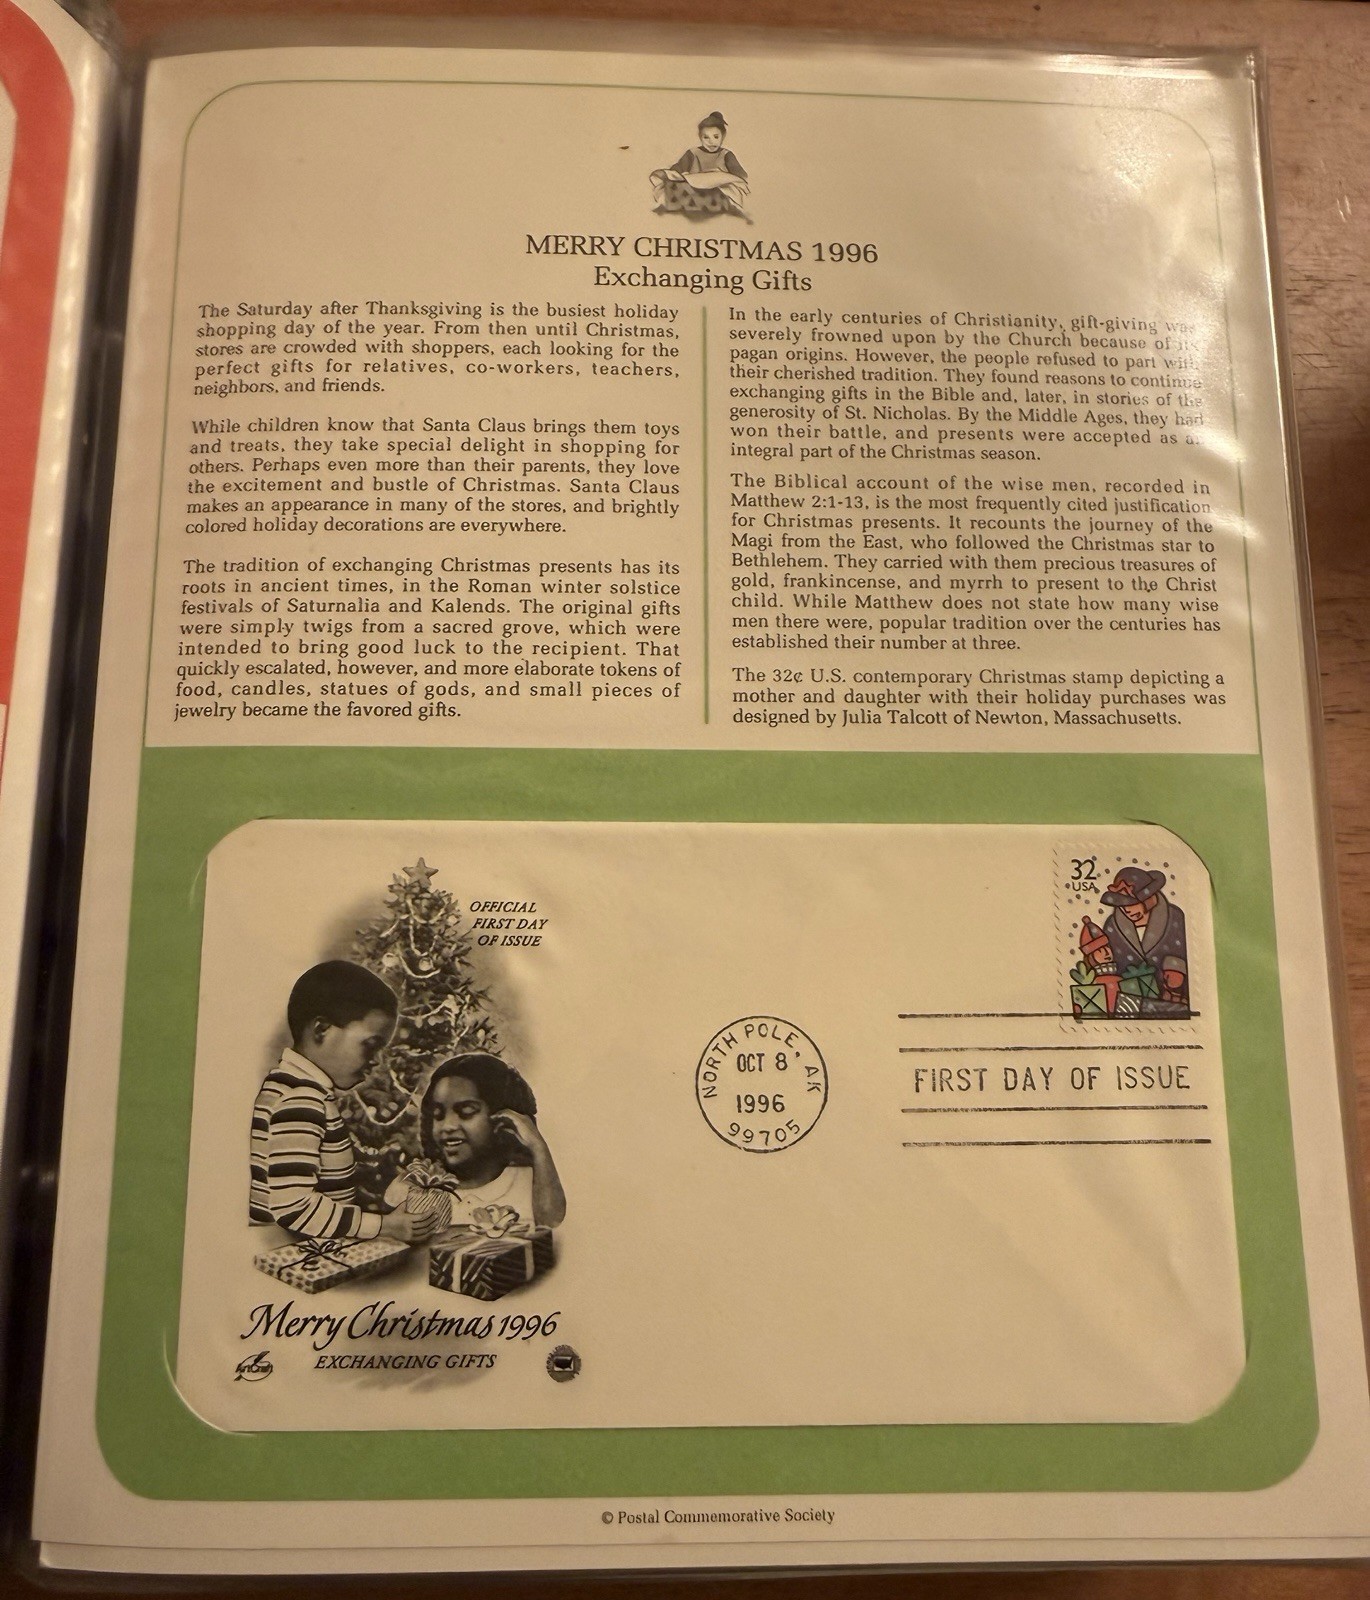 MERRY CHRISTMAS 1996
Exchanging Gifts
The Saturday after Thanksgiving is the busiest holiday
shopping day of the year. From then until Christmas,
stores are crowded with shoppers, each looking for the
perfect gifts for relatives, co-workers, teachers,
neighbors, and friends.
While children know that Santa Claus brings them toys
and treats, they take special delight in shopping for
others. Perhaps even more than their parents, they love
the excitement and bustle of Christmas. Santa Claus
makes an appearance in many of the stores, and brightly
colored holiday decorations are everywhere.
The tradition of exchanging Christmas presents has its
roots in ancient times, in the Roman winter solstice
festivals of Saturnalia and Kalends. The original gifts
were simply twigs from a sacred grove, which were
intended to bring good luck to the recipient. That
quickly escalated, however, and more elaborate tokens of
food, candles, statues of gods, and small pieces of
jewelry became the favored gifts.
In the early centuries of Christianity, gift-giving was
severely frowned upon by the Church because of its
pagan origins. However, the people refused to part with
their cherished tradition. They found reasons to continue
exchanging gifts in the Bible and, later, in stories of the
generosity of St. Nicholas. By the Middle Ages, they had
won their battle, and presents were accepted as an
integral part of the Christmas season.
The Biblical account of the wise men, recorded in
Matthew 2:1-13, is the most frequently cited justification
for Christmas presents. It recounts the journey of the
Magi from the East, who followed the Christmas star to
Bethlehem. They carried with them precious treasures of
gold, frankincense, and myrrh to present to the Christ
child. While Matthew does not state how many wise
men there were, popular tradition over the centuries has
established their number at three.
The 32¢ U.S. contemporary Christmas stamp depicting a
mother and daughter with their holiday purchases was
designed by Julia Talcott of Newton, Massachusetts.
OFFICIAL
FIRST DAY
OF ISSUE
32
USA
NORTH POLE, AK
OCT 8
1996
99705
FIRST DAY OF ISSUE
Merry Christmas 1996
EXCHANGING GIFTS
ArtCraft
© Postal Commemorative Society